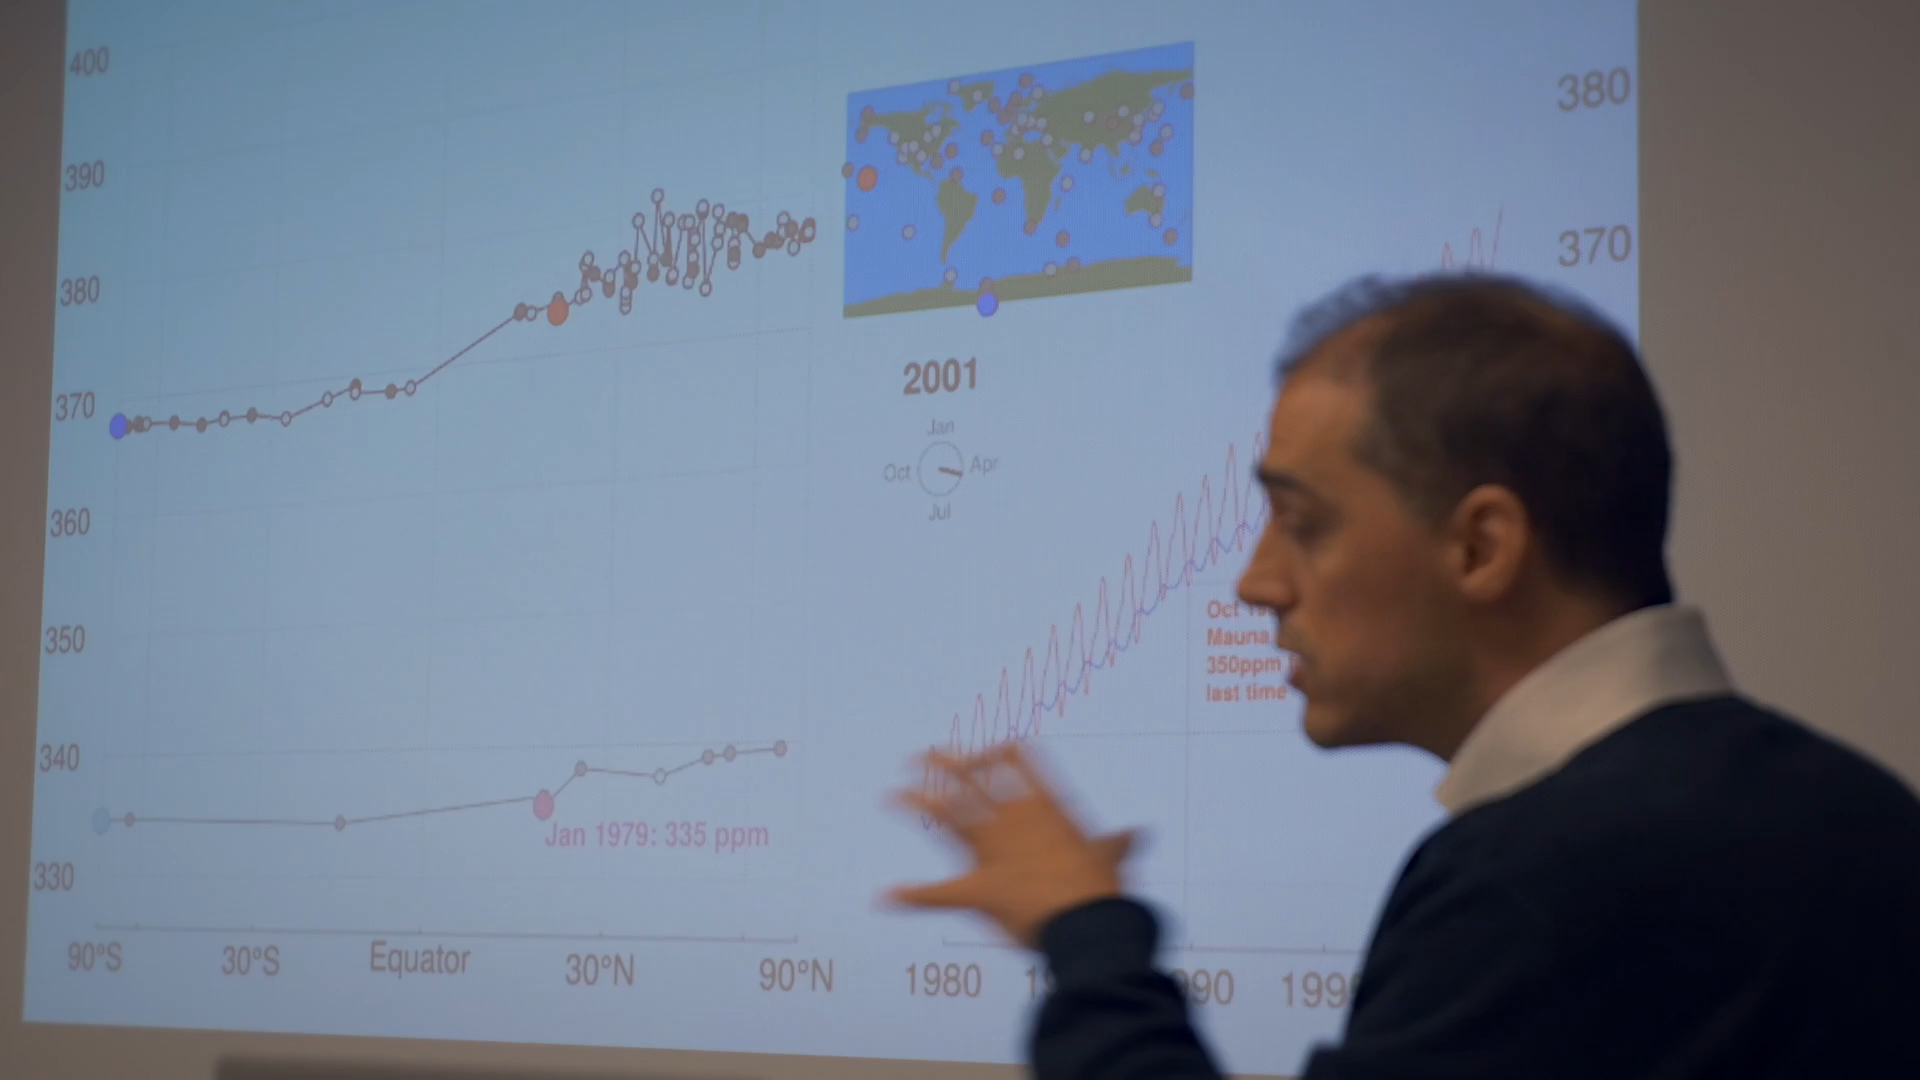 400
390
380
370
360
350
340
330
90°S
30°S
Equator
30°N
90°N
Jan 1979: 335 ppm
2001
Jan
Oct
Apr
Jul
380
370
Oct
Mauna
350ppm
last time
1980